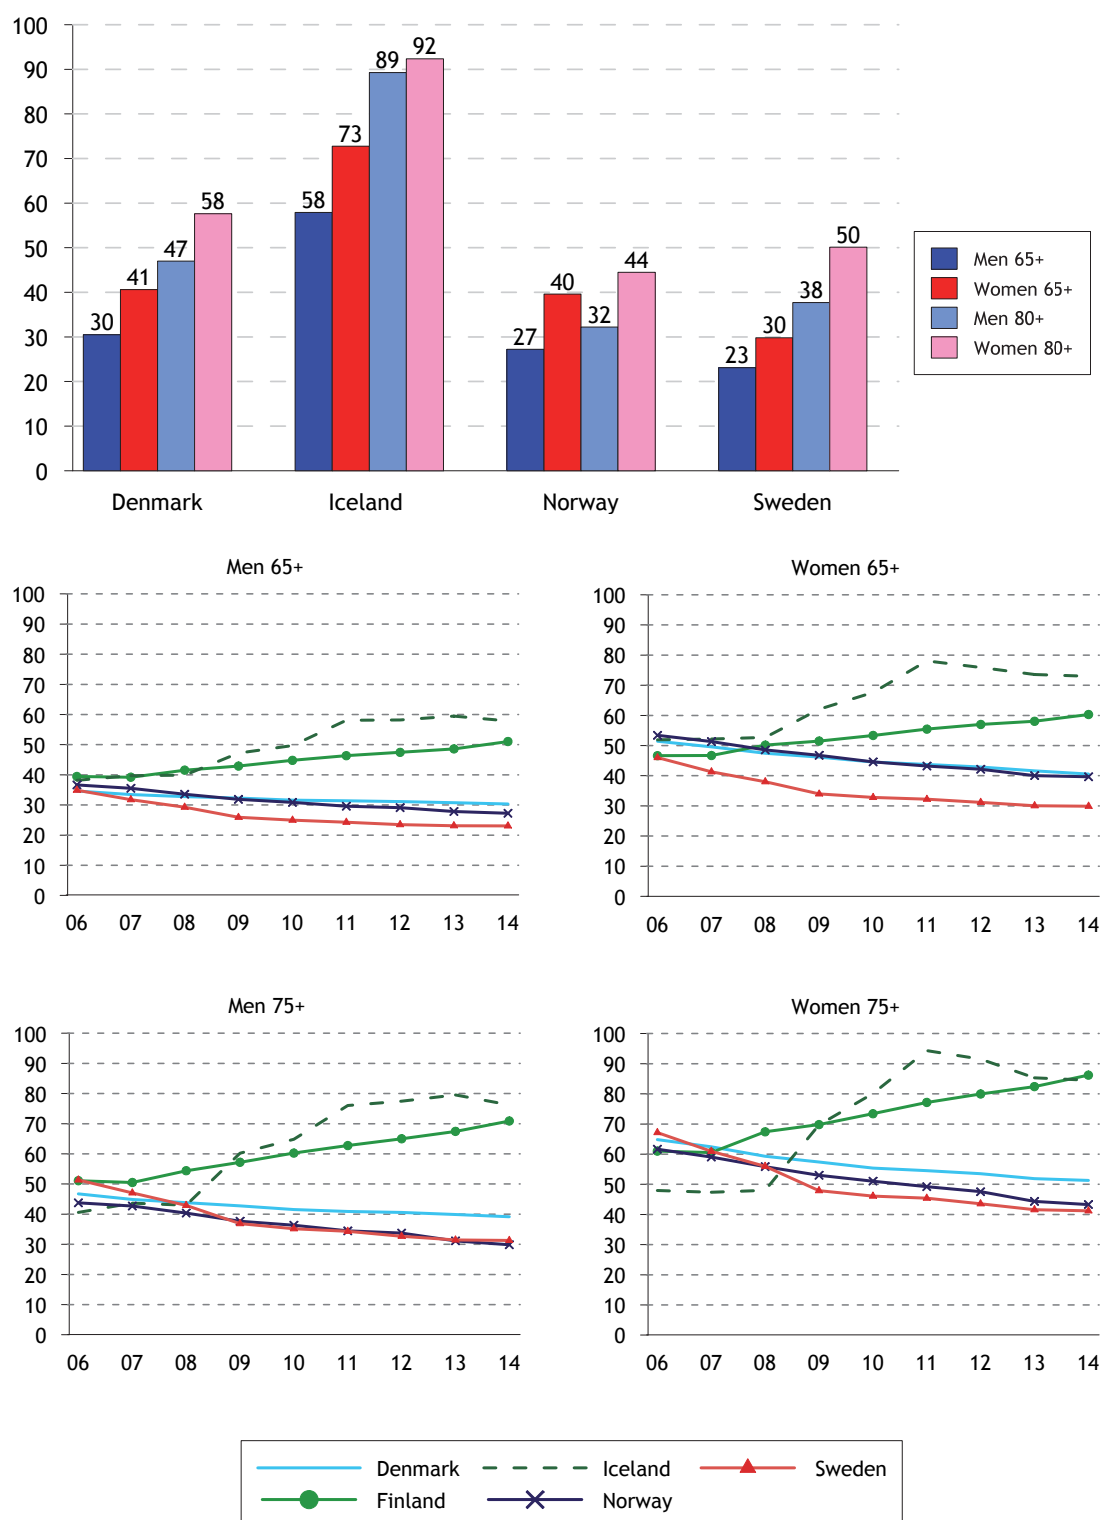 100
90
80
70
60
50
40
30
20
10
0
30 41 47 58
58 73 89 92
27 40 32 44
23 30 38 50
Denmark Iceland Norway Sweden
Men 65+
Women 65+
Men 80+
Women 80+
Men 65+
100
90
80
70
60
50
40
30
20
10
0
06 07 08 09 10 11 12 13 14
Women 65+
100
90
80
70
60
50
40
30
20
10
0
06 07 08 09 10 11 12 13 14
Men 75+
100
90
80
70
60
50
40
30
20
10
0
06 07 08 09 10 11 12 13 14
Women 75+
100
90
80
70
60
50
40
30
20
10
0
06 07 08 09 10 11 12 13 14
Denmark Iceland Sweden
Finland Norway